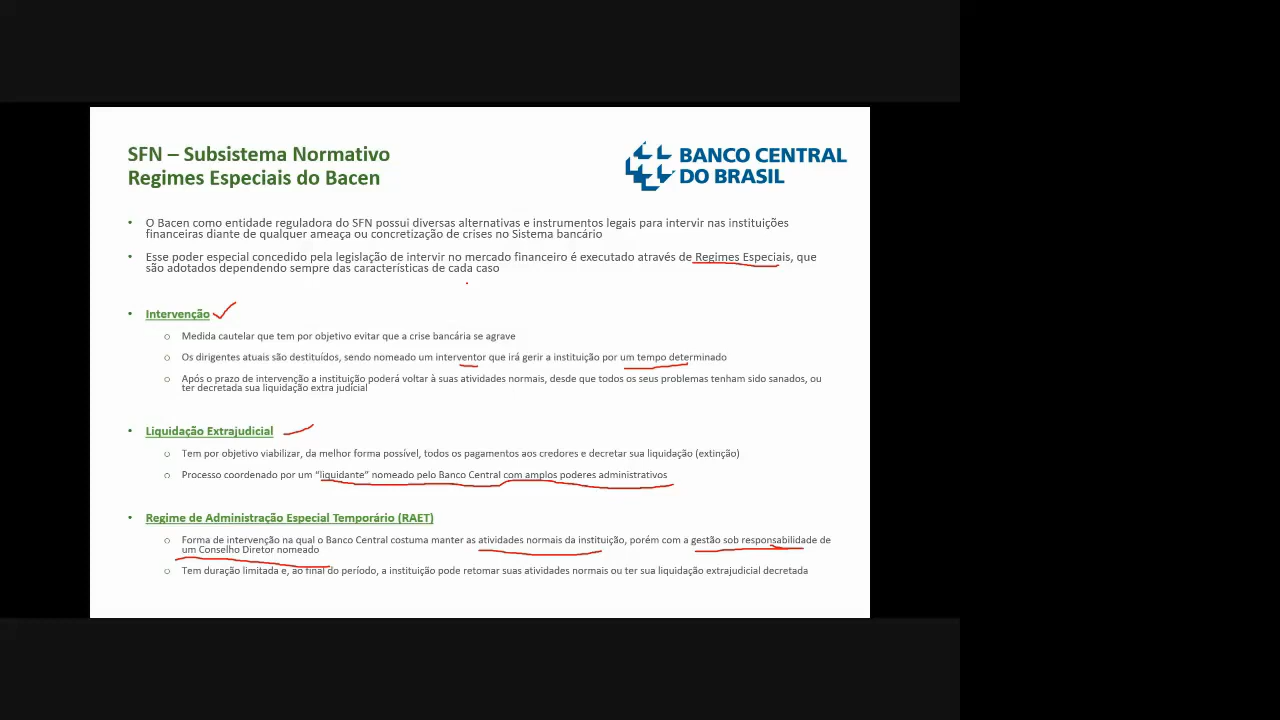 SFN – Subsistema Normativo
Regimes Especiais do Bacen
BANCO CENTRAL
DO BRASIL
• O Bacen como entidade reguladora do SFN possui diversas alternativas e instrumentos legais para intervir nas instituições
financeiras diante de qualquer ameaça ou concretização de crises no Sistema bancário
• Esse poder especial concedido pela legislação de intervir no mercado financeiro é executado através de Regimes Especiais, que
são adotados dependendo sempre das características de cada caso
• Intervenção
o Medida cautelar que tem por objetivo evitar que a crise bancária se agrave
o Os dirigentes atuais são destituídos, sendo nomeado um interventor que irá gerir a instituição por um tempo determinado
o Após o prazo de intervenção a instituição poderá voltar à suas atividades normais, desde que todos os seus problemas tenham sido sanados, ou
ter decretada sua liquidação extra judicial
• Liquidação Extrajudicial
o Tem por objetivo viabilizar, da melhor forma possível, todos os pagamentos aos credores e decretar sua liquidação (extinção)
o Processo coordenado por um “liquidante” nomeado pelo Banco Central com amplos poderes administrativos
• Regime de Administração Especial Temporário (RAET)
o Forma de intervenção na qual o Banco Central costuma manter as atividades normais da instituição, porém com a gestão sob responsabilidade de
um Conselho Diretor nomeado
o Tem duração limitada e, ao final do período, a instituição pode retomar suas atividades normais ou ter sua liquidação extrajudicial decretada